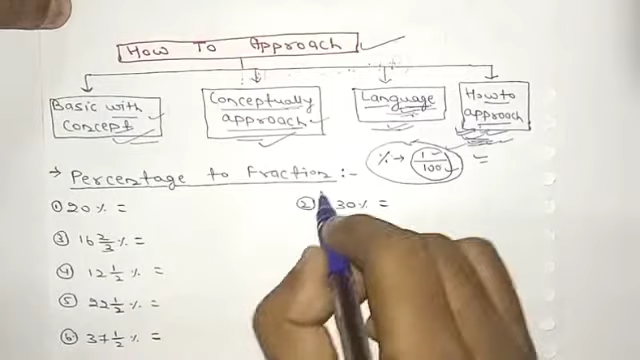 How To Approach
Basic with concept
Conceptually approach
Language
How to approach
→ Percentage to Fraction :-
% → 1/100
① 20 % =
② 30 % =
③ 16 2/3 % =
④ 12 1/2 % =
⑤ 22 1/2 % =
⑥ 37 1/2 % =